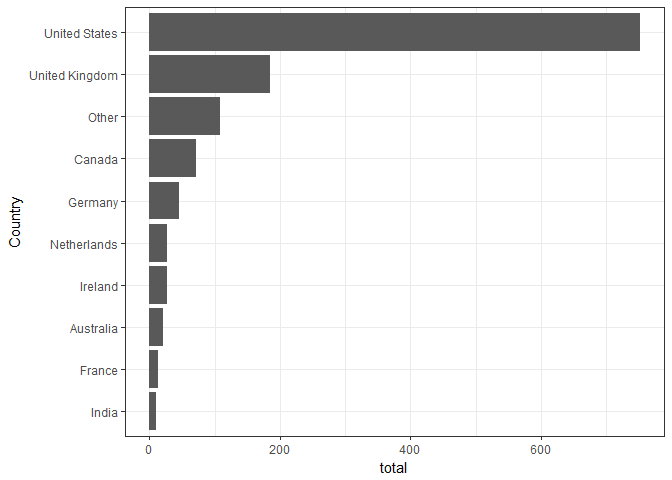 United States
United Kingdom
Other
Canada
Germany
Netherlands
Ireland
Australia
France
India
Country
0 200 400 600
total